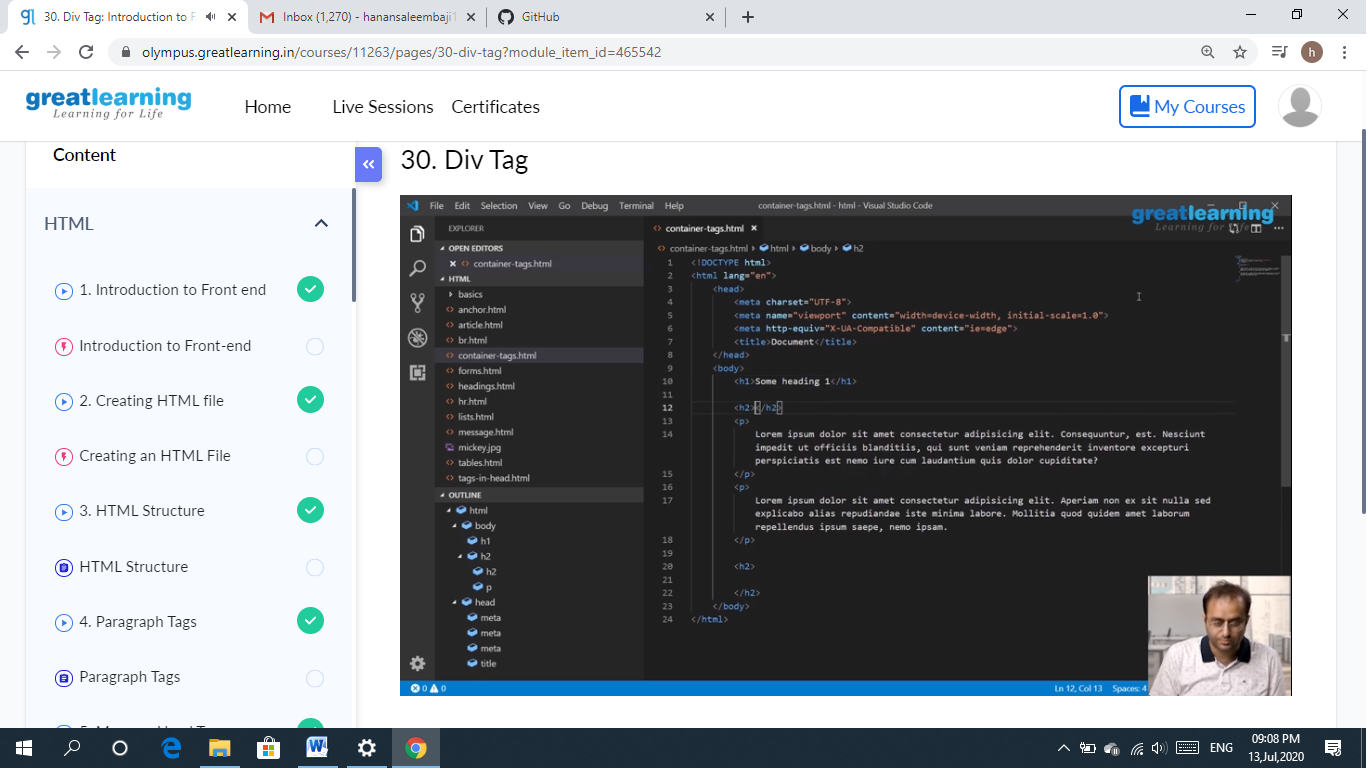 30. Div Tag: Introduction to F
Inbox (1,270) - hanansaleembaji1
GitHub
olympus.greatlearning.in/courses/11263/pages/30-div-tag?module_item_id=465542
h
greatlearning
Learning for Life
Home
Live Sessions
Certificates
My Courses
Content
HTML
1. Introduction to Front end
Introduction to Front-end
2. Creating HTML file
Creating an HTML File
3. HTML Structure
HTML Structure
4. Paragraph Tags
Paragraph Tags
30. Div Tag
File Edit Selection View Go Debug Terminal Help
container-tags.html - html - Visual Studio Code
greatlearning
Learning for Life
EXPLORER
OPEN EDITORS
container-tags.html
HTML
basics
anchor.html
article.html
br.html
container-tags.html
forms.html
headings.html
hr.html
lists.html
message.html
mickey.jpg
tables.html
tags-in-head.html
OUTLINE
html
body
h1
h2
h2
p
head
meta
meta
meta
title
container-tags.html
container-tags.html html body h2
1 <!DOCTYPE html>
2 <html lang="en">
3 <head>
4 <meta charset="UTF-8">
5 <meta name="viewport" content="width=device-width, initial-scale=1.0">
6 <meta http-equiv="X-UA-Compatible" content="ie=edge">
7 <title>Document</title>
8 </head>
9 <body>
10 <h1>Some heading 1</h1>
11
12 <h2></h2>
13 <p>
14 Lorem ipsum dolor sit amet consectetur adipisicing elit. Consequuntur, est. Nesciunt
impedit ut officiis blanditiis, qui sunt veniam reprehenderit inventore excepturi
perspiciatis est nemo iure cum laudantium quis dolor cupiditate?
15 </p>
16 <p>
17 Lorem ipsum dolor sit amet consectetur adipisicing elit. Aperiam non ex sit nulla sed
explicabo alias repudiandae iste minima labore. Mollitia quod quidem amet laborum
repellendus ipsum saepe, nemo ipsam.
18 </p>
19
20 <h2>
21
22 </h2>
23 </body>
24 </html>
0 0
Ln 12, Col 13 Spaces: 4
ENG
09:08 PM
13,Jul,2020